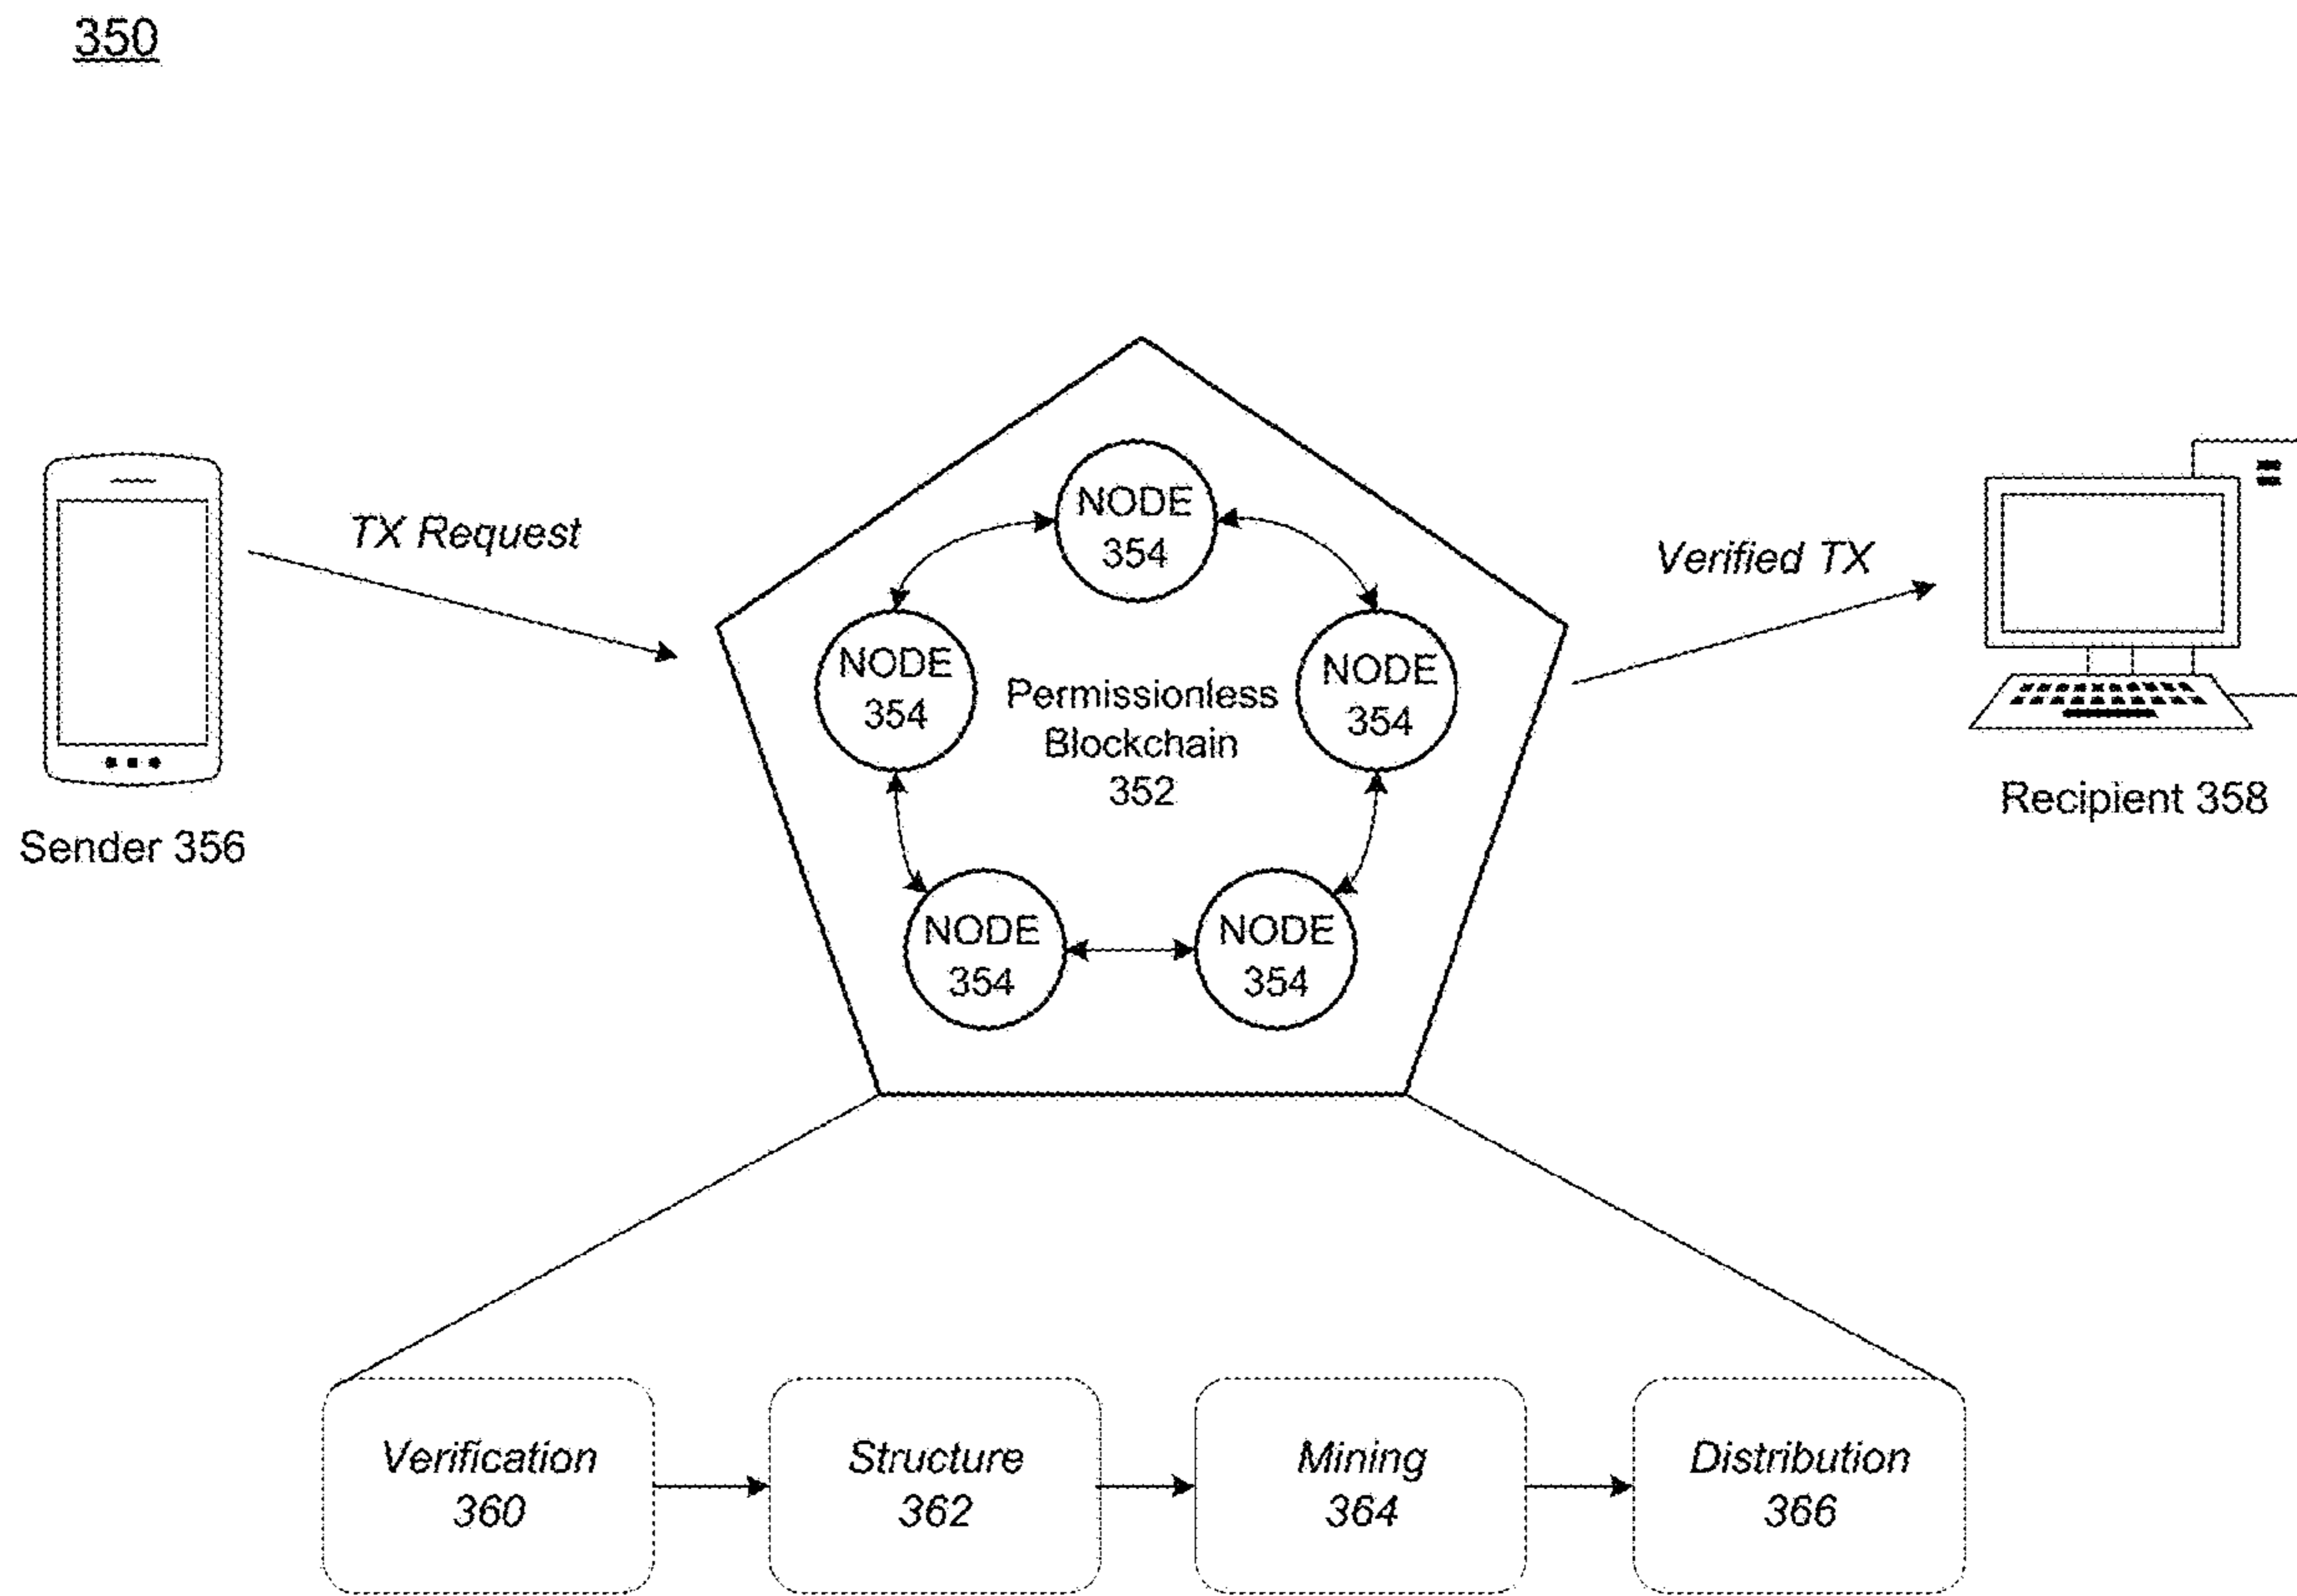 350
NODE
354
TX Request
Verified TX
NODE
354
NODE
354
Permissionless
Blockchain
352
Sender 356
Recipient 358
NODE
354
NODE
354
Verification
360
Structure
362
Mining
364
Distribution
366